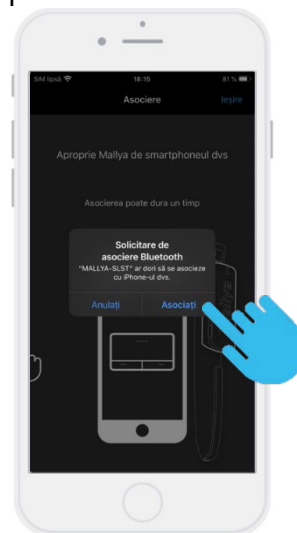 SIM lipsă 18:15 81 %
Asociere Ieșire
Aproprie Mallya de smartphoneul dvs
Asocierea poate dura un timp
Solicitare de
asociere Bluetooth
"MALLYA-SLST" ar dori să se asocieze
cu iPhone-ul dvs.
Anulați Asociați